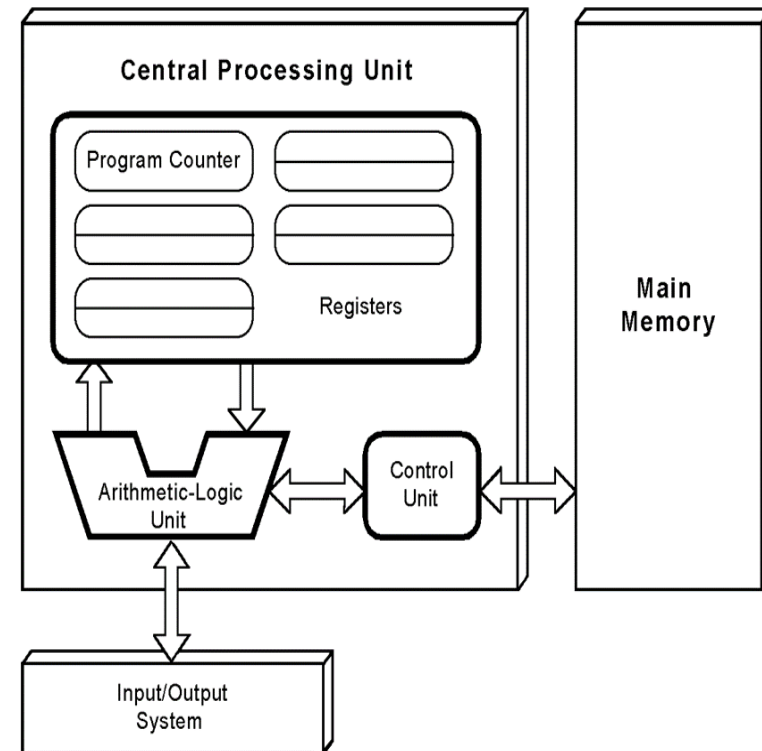 Central Processing Unit
Program Counter
Registers
Main
Memory
Arithmetic-Logic
Unit
Control
Unit
Input/Output
System